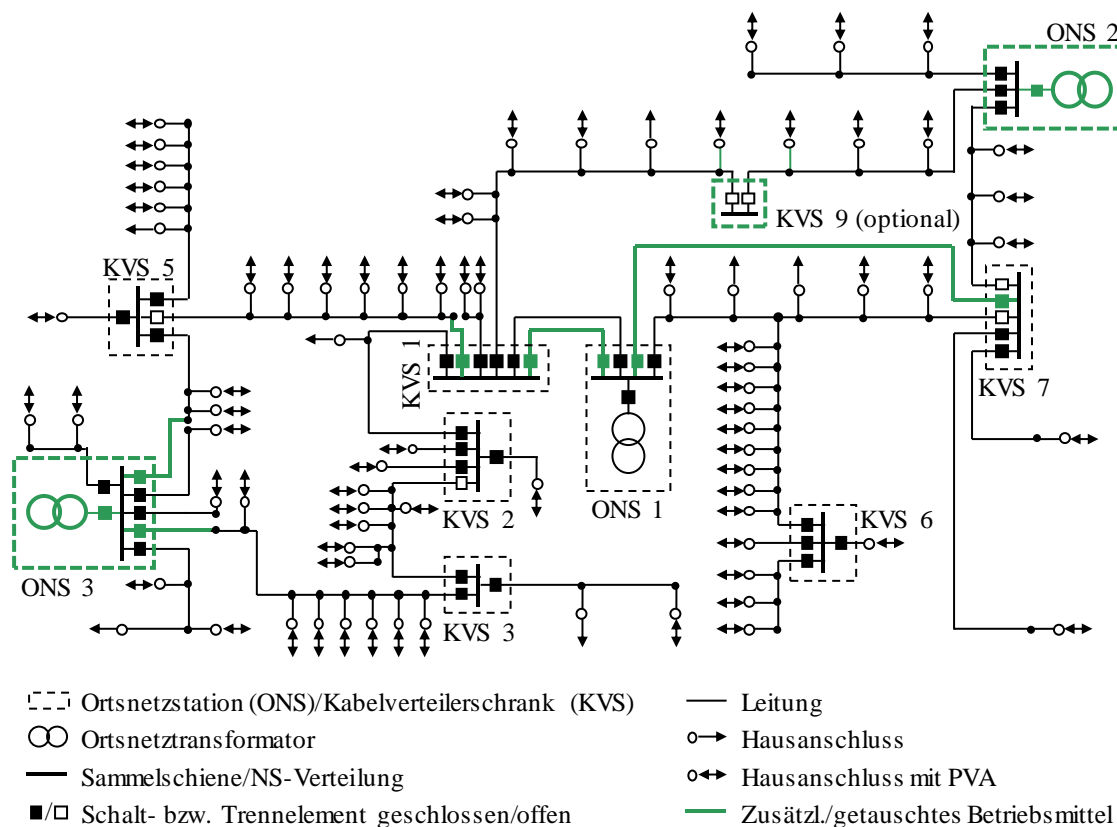 ONS 2
KVS 9 (optional)
KVS 5
KVS 1
KVS 7
KVS 2
ONS 1
KVS 6
ONS 3
KVS 3
Ortsnetzstation (ONS)/Kabelverteilerschrank (KVS)
Leitung
Ortsnetztransformator
Hausanschluss
Sammelschiene/NS-Verteilung
Hausanschluss mit PVA
/ Schalt- bzw. Trennelement geschlossen/offen
Zusätzl./getauschtes Betriebsmittel